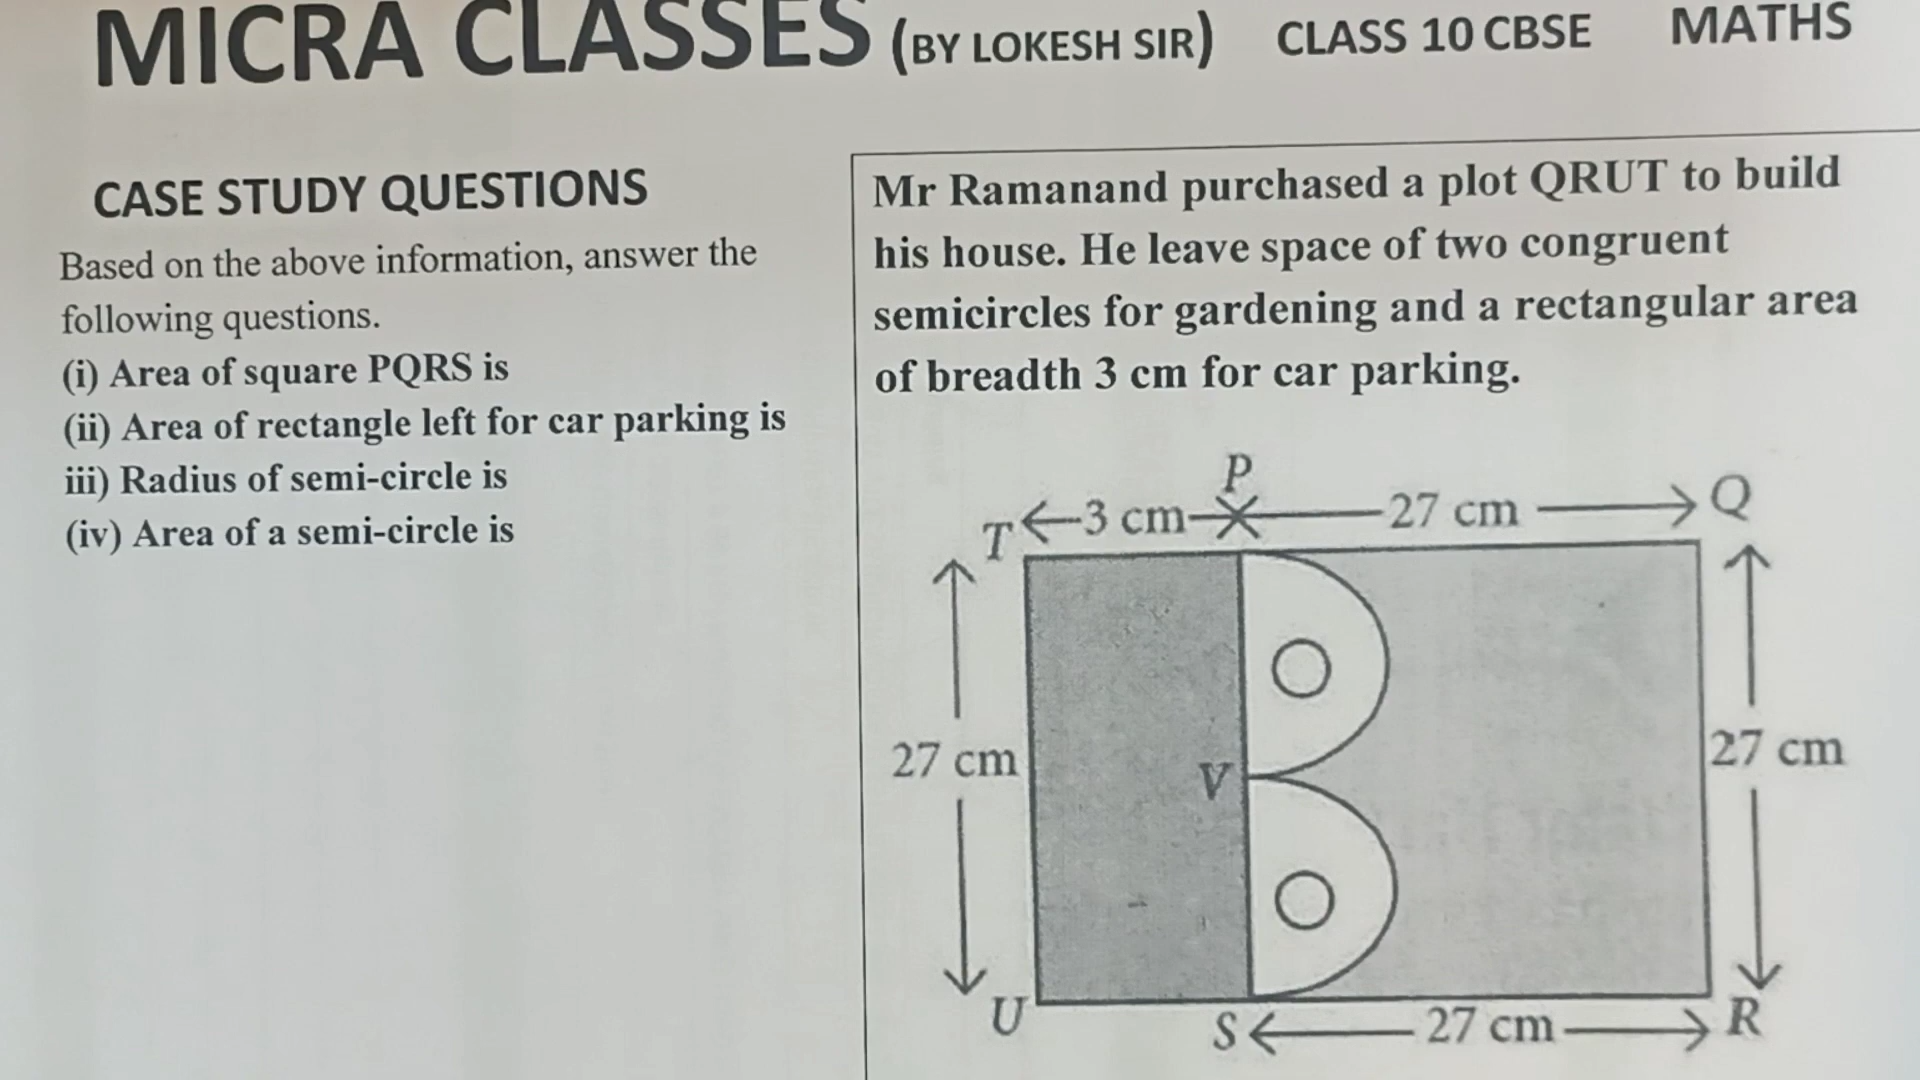 MICRA CLASSES (BY LOKESH SIR) CLASS 10 CBSE MATHS
CASE STUDY QUESTIONS
Based on the above information, answer the
following questions.
(i) Area of square PQRS is
(ii) Area of rectangle left for car parking is
iii) Radius of semi-circle is
(iv) Area of a semi-circle is
Mr Ramanand purchased a plot QRUT to build
his house. He leave space of two congruent
semicircles for gardening and a rectangular area
of breadth 3 cm for car parking.
P
T 3 cm 27 cm Q
27 cm V 27 cm
U S 27 cm R